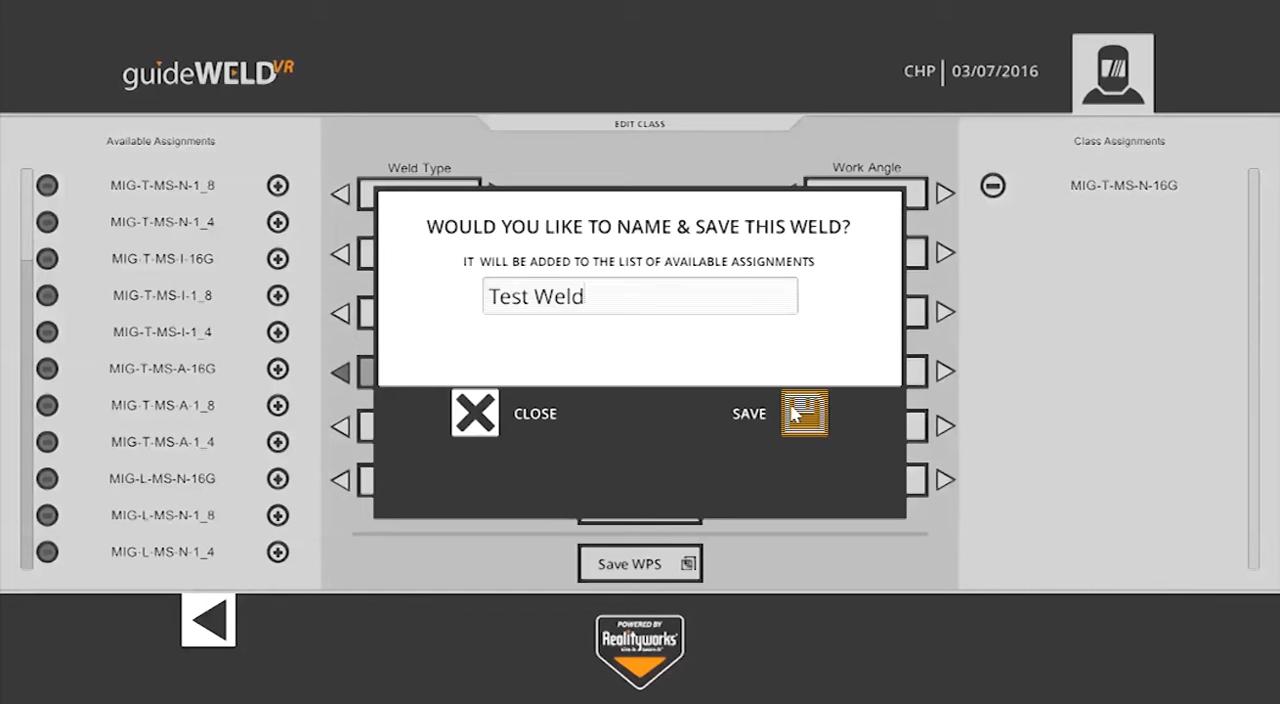 guideWELD VR
CHP | 03/07/2016
EDIT CLASS
Available Assignments
MIG-T-MS-N-1_8
MIG-T-MS-N-1_4
MIG-T-MS-I-16G
MIG-T-MS-I-1_8
MIG-T-MS-I-1_4
MIG-T-MS-A-16G
MIG-T-MS-A-1_8
MIG-T-MS-A-1_4
MIG-L-MS-N-16G
MIG-L-MS-N-1_8
MIG-L-MS-N-1_4
Weld Type
Work Angle
WOULD YOU LIKE TO NAME & SAVE THIS WELD?
IT WILL BE ADDED TO THE LIST OF AVAILABLE ASSIGNMENTS
Test Weld
CLOSE
SAVE
Save WPS
Class Assignments
MIG-T-MS-N-16G
POWERED BY
Realityworks